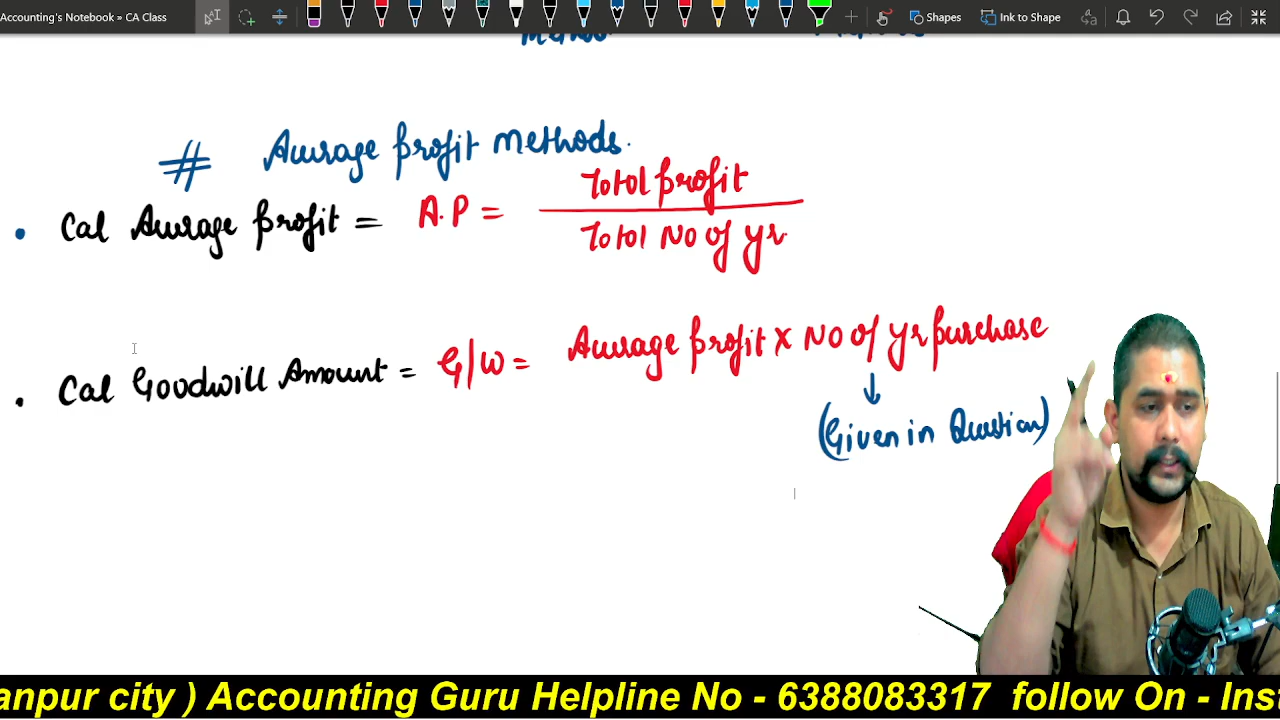 Accounting's Notebook » CA Class
Shapes
Ink to Shape
# Average profit methods.
• Cal Average profit = A.P = Total profit
Total No of yr
• Cal Goodwill Amount = G/W = Average profit x No of yr purchase
(Given in Question)
anpur city ) Accounting Guru Helpline No - 6388083317 follow On - Inst